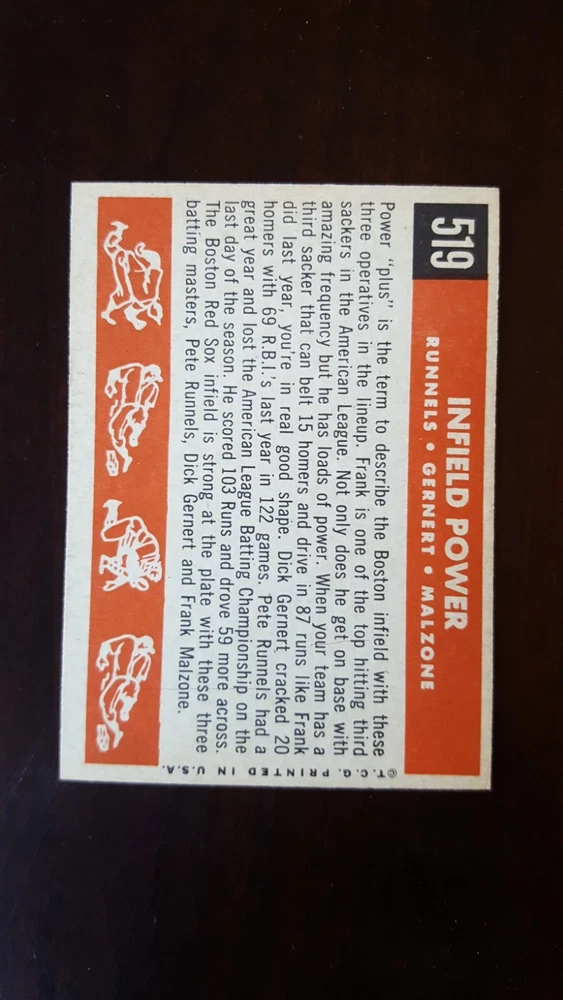 519
INFIELD POWER
RUNNELS • GERNERT • MALZONE
Power "plus" is the term to describe the Boston infield with these
three operatives in the lineup. Frank is one of the top hitting third
sackers in the American League. Not only does he get on base with
amazing frequency but he has loads of power. When your team has a
third sacker that can belt 15 homers and drive in 87 runs like Frank
did last year, you're in real good shape. Dick Gernert cracked 20
homers with 69 R.B.I.'s last year in 122 games. Pete Runnels had a
great year and lost the American League Batting Championship on the
last day of the season. He scored 103 Runs and drove 59 more across.
The Boston Red Sox infield is strong at the plate with these three
batting masters, Pete Runnels, Dick Gernert and Frank Malzone.
© T.C.G. PRINTED IN U.S.A.